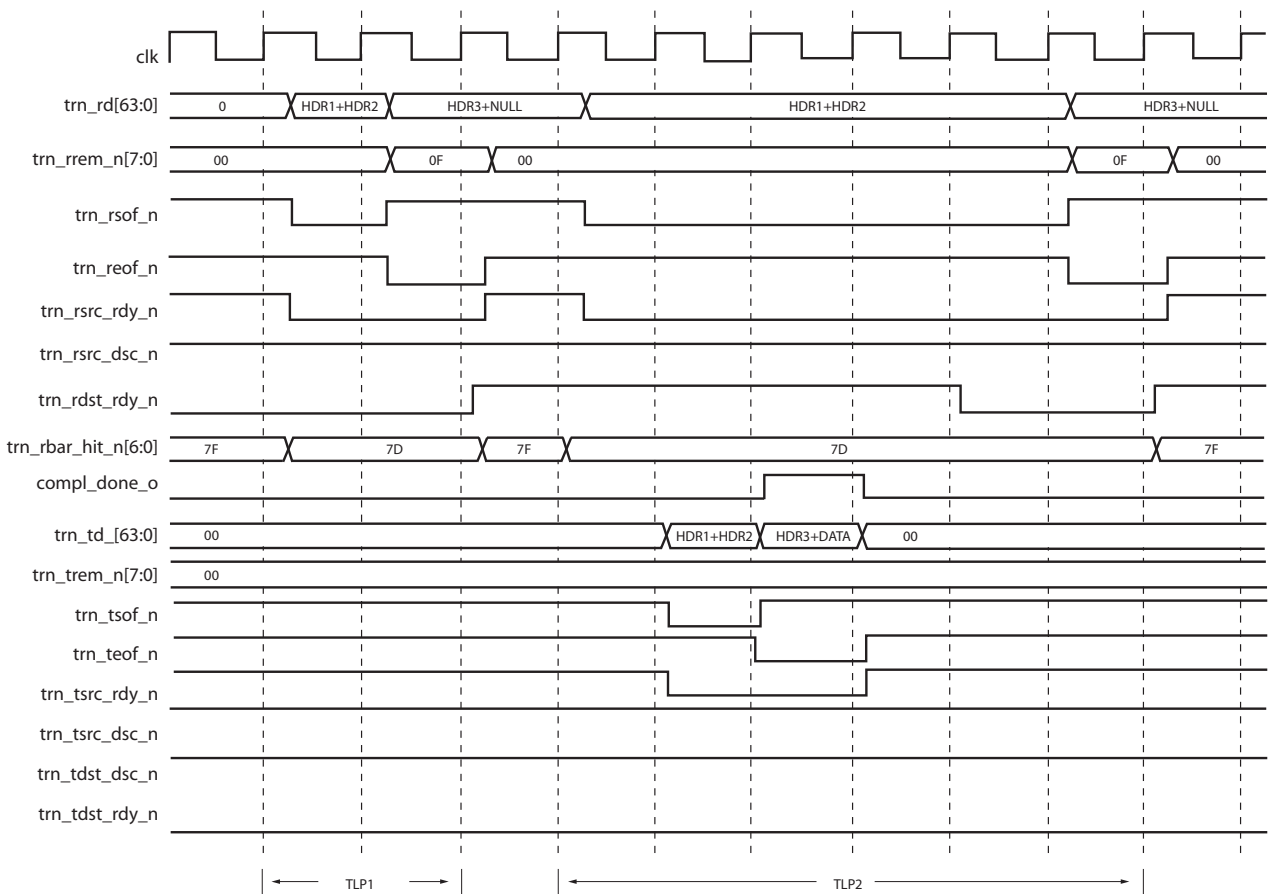 clk
trn_rd[63:0] 0 HDR1+HDR2 HDR3+NULL HDR1+HDR2 HDR3+NULL
trn_rrem_n[7:0] 00 0F 00 0F 00
trn_rsof_n
trn_reof_n
trn_rsrc_rdy_n
trn_rsrc_dsc_n
trn_rdst_rdy_n
trn_rbar_hit_n[6:0] 7F 7D 7F 7D 7F
compl_done_o
trn_td_[63:0] 00 HDR1+HDR2 HDR3+DATA 00
trn_trem_n[7:0] 00
trn_tsof_n
trn_teof_n
trn_tsrc_rdy_n
trn_tsrc_dsc_n
trn_tdst_dsc_n
trn_tdst_rdy_n
TLP1 TLP2